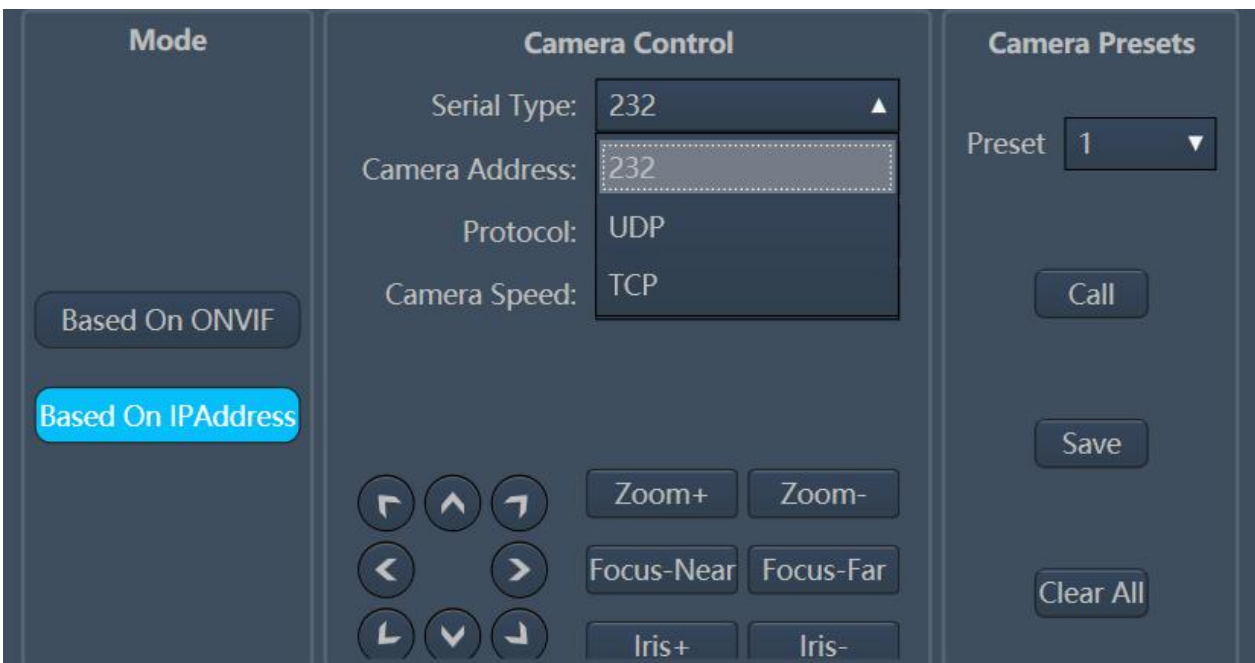 Mode
Based On ONVIF
Based On IPAddress
Camera Control
Serial Type: 232
232
Camera Address:
UDP
Protocol:
TCP
Camera Speed:
Zoom+ Zoom-
Focus-Near Focus-Far
Iris+ Iris-
Camera Presets
Preset 1
Call
Save
Clear All